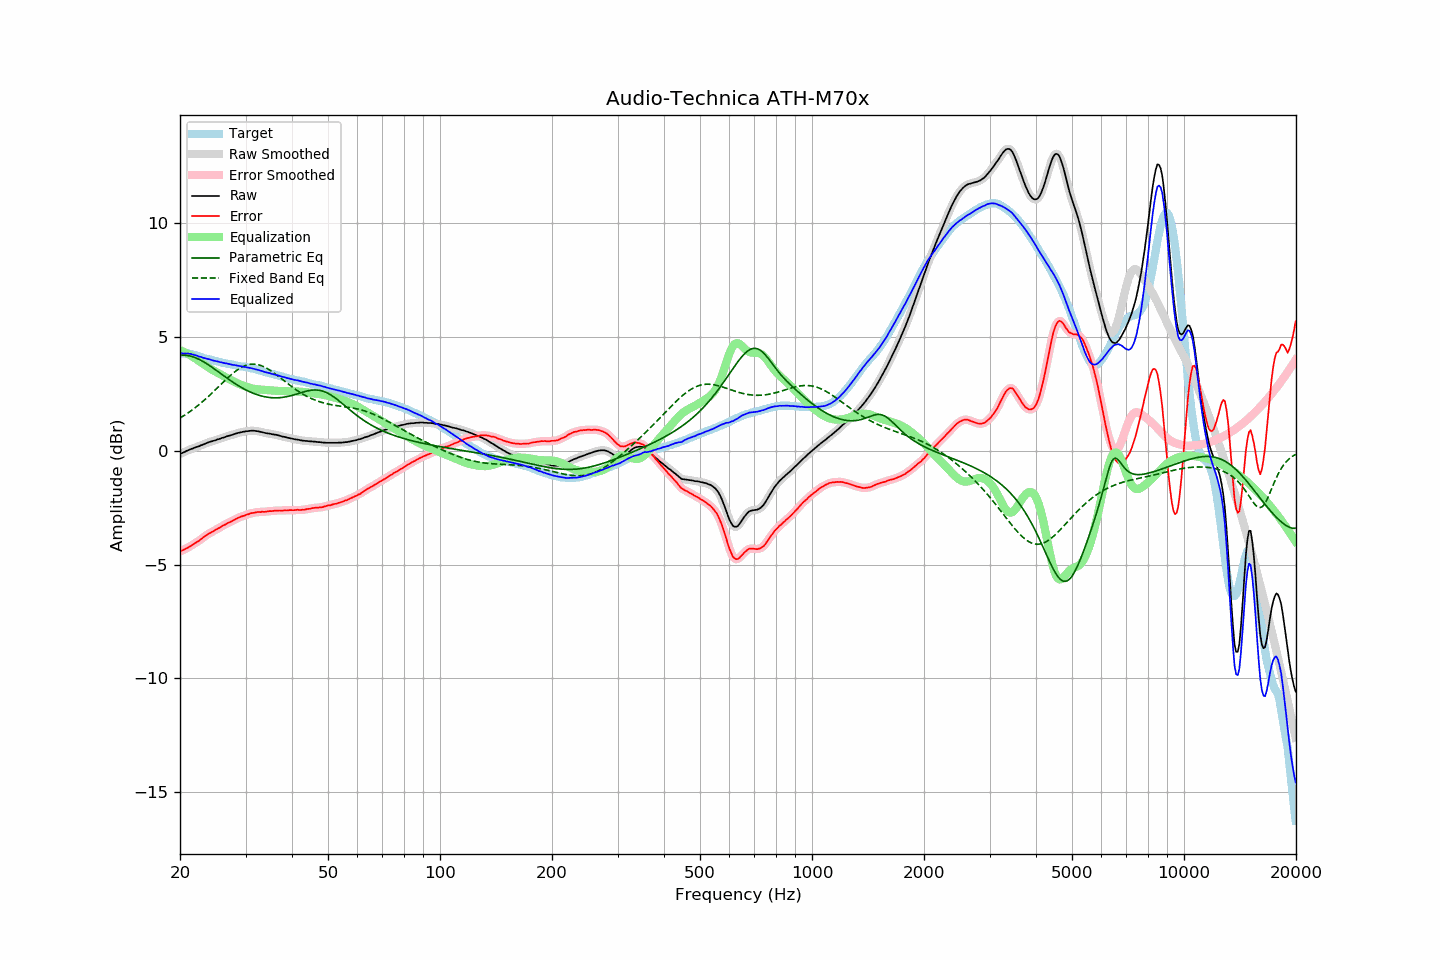 Audio-Technica ATH-M70x
Target
Raw Smoothed
Error Smoothed
Raw
Error
Equalization
Parametric Eq
Fixed Band Eq
Equalized
10
5
0
−5
−10
−15
Amplitude (dBr)
20
50
100
200
500
1000
2000
5000
10000
20000
Frequency (Hz)